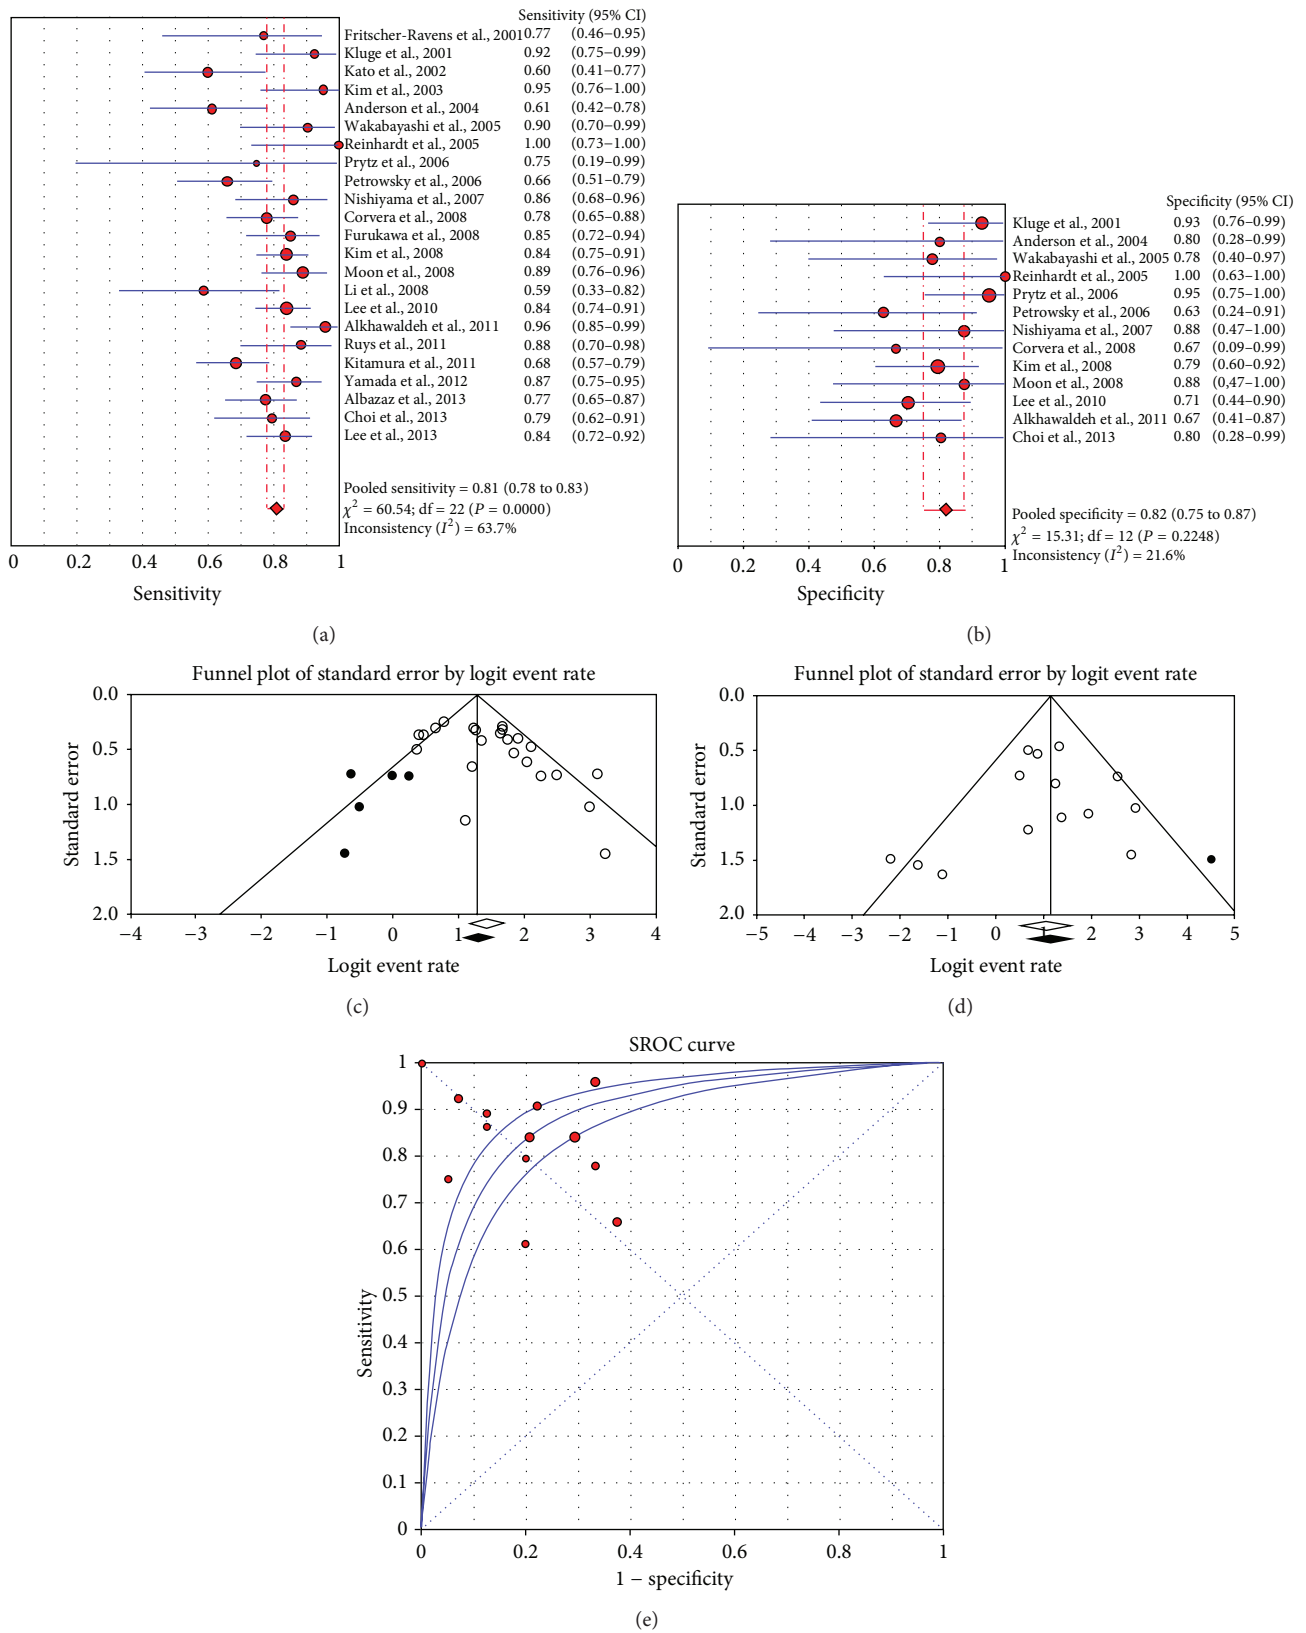 Sensitivity (95% CI)
Fritscher-Ravens et al., 2001 0.77 (0.46–0.95)
Kluge et al., 2001 0.92 (0.75–0.99)
Kato et al., 2002 0.60 (0.41–0.77)
Kim et al., 2003 0.95 (0.76–1.00)
Anderson et al., 2004 0.61 (0.42–0.78)
Wakabayashi et al., 2005 0.90 (0.70–0.99)
Reinhardt et al., 2005 1.00 (0.73–1.00)
Prytz et al., 2006 0.75 (0.19–0.99)
Petrowsky et al., 2006 0.66 (0.51–0.79)
Nishiyama et al., 2007 0.86 (0.68–0.96)
Corvera et al., 2008 0.78 (0.65–0.88)
Furukawa et al., 2008 0.85 (0.72–0.94)
Kim et al., 2008 0.84 (0.75–0.91)
Moon et al., 2008 0.89 (0.76–0.96)
Li et al., 2008 0.59 (0.33–0.82)
Lee et al., 2010 0.84 (0.74–0.91)
Alkhawaldeh et al., 2011 0.96 (0.85–0.99)
Ruys et al., 2011 0.88 (0.70–0.98)
Kitamura et al., 2011 0.68 (0.57–0.79)
Yamada et al., 2012 0.87 (0.75–0.95)
Albazaz et al., 2013 0.77 (0.65–0.87)
Choi et al., 2013 0.79 (0.62–0.91)
Lee et al., 2013 0.84 (0.72–0.92)
Pooled sensitivity = 0.81 (0.78 to 0.83)
χ² = 60.54; df = 22 (P = 0.0000)
Inconsistency (I²) = 63.7%
0 0.2 0.4 0.6 0.8 1
Sensitivity
(a)
Specificity (95% CI)
Kluge et al., 2001 0.93 (0.76–0.99)
Anderson et al., 2004 0.80 (0.28–0.99)
Wakabayashi et al., 2005 0.78 (0.40–0.97)
Reinhardt et al., 2005 1.00 (0.63–1.00)
Prytz et al., 2006 0.95 (0.75–1.00)
Petrowsky et al., 2006 0.63 (0.24–0.91)
Nishiyama et al., 2007 0.88 (0.47–1.00)
Corvera et al., 2008 0.67 (0.09–0.99)
Kim et al., 2008 0.79 (0.60–0.92)
Moon et al., 2008 0.88 (0.47–1.00)
Lee et al., 2010 0.71 (0.44–0.90)
Alkhawaldeh et al., 2011 0.67 (0.41–0.87)
Choi et al., 2013 0.80 (0.28–0.99)
Pooled specificity = 0.82 (0.75 to 0.87)
χ² = 15.31; df = 12 (P = 0.2248)
Inconsistency (I²) = 21.6%
0 0.2 0.4 0.6 0.8 1
Specificity
(b)
Funnel plot of standard error by logit event rate
Standard error
0.0
0.5
1.0
1.5
2.0
−4 −3 −2 −1 0 1 2 3 4
Logit event rate
(c)
Funnel plot of standard error by logit event rate
Standard error
0.0
0.5
1.0
1.5
2.0
−5 −4 −3 −2 −1 0 1 2 3 4 5
Logit event rate
(d)
SROC curve
Sensitivity
1
0.9
0.8
0.7
0.6
0.5
0.4
0.3
0.2
0.1
0
0 0.2 0.4 0.6 0.8 1
1 − specificity
(e)